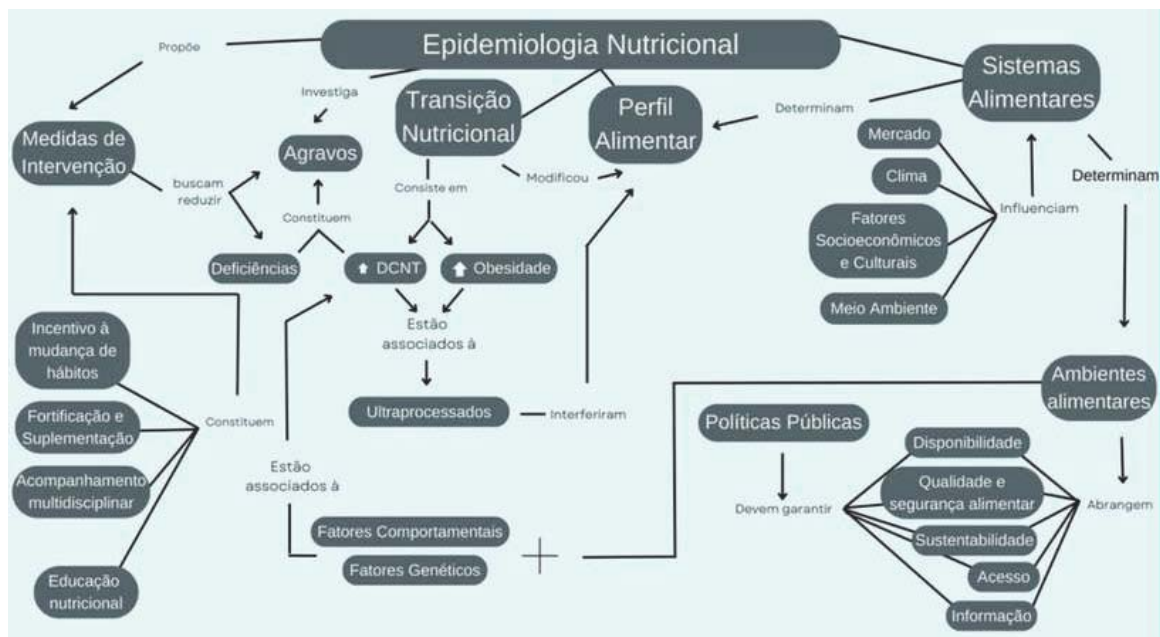 Epidemiologia Nutricional
Propõe
Investiga
Transição
Nutricional
Perfil
Alimentar
Determinam
Sistemas
Alimentares
Medidas de
Intervenção
Agravos
buscam
reduzir
Consiste em
Modificou
Constituem
Mercado
Clima
Fatores
Socioeconômicos
e Culturais
Meio Ambiente
Influenciam
Determinam
Deficiências
DCNT
Obesidade
Estão
associados à
Ultraprocessados
Interferiram
Incentivo à
mudança de
hábitos
Fortificação e
Suplementação
Acompanhamento
multidisciplinar
Educação
nutricional
Constituem
Estão
associados à
Fatores Comportamentais
Fatores Genéticos
+
Ambientes
alimentares
Políticas Públicas
Devem garantir
Disponibilidade
Qualidade e
segurança alimentar
Sustentabilidade
Acesso
Informação
Abrangem